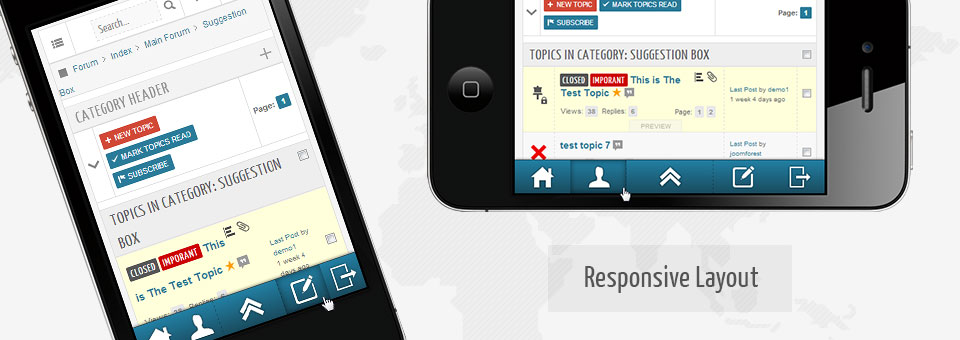 Search...
Forum > Index > Main Forum > Suggestion
Box
CATEGORY HEADER
NEW TOPIC
MARK TOPICS READ
SUBSCRIBE
Page: 1
TOPICS IN CATEGORY: SUGGESTION
BOX
CLOSED IMPORANT This
is The Test Topic
Last Post by
demo1
1 week 4
days ago
Views: 38 Replies: 6
NEW TOPIC
MARK TOPICS READ
SUBSCRIBE
Page: 1
TOPICS IN CATEGORY: SUGGESTION BOX
CLOSED IMPORANT This is The
Test Topic
Views: 38 Replies: 6 Page: 1 2
Last Post by demo1
1 week 4 days ago
PREVIEW
test topic 7
Last Post by
joomforest
Responsive Layout